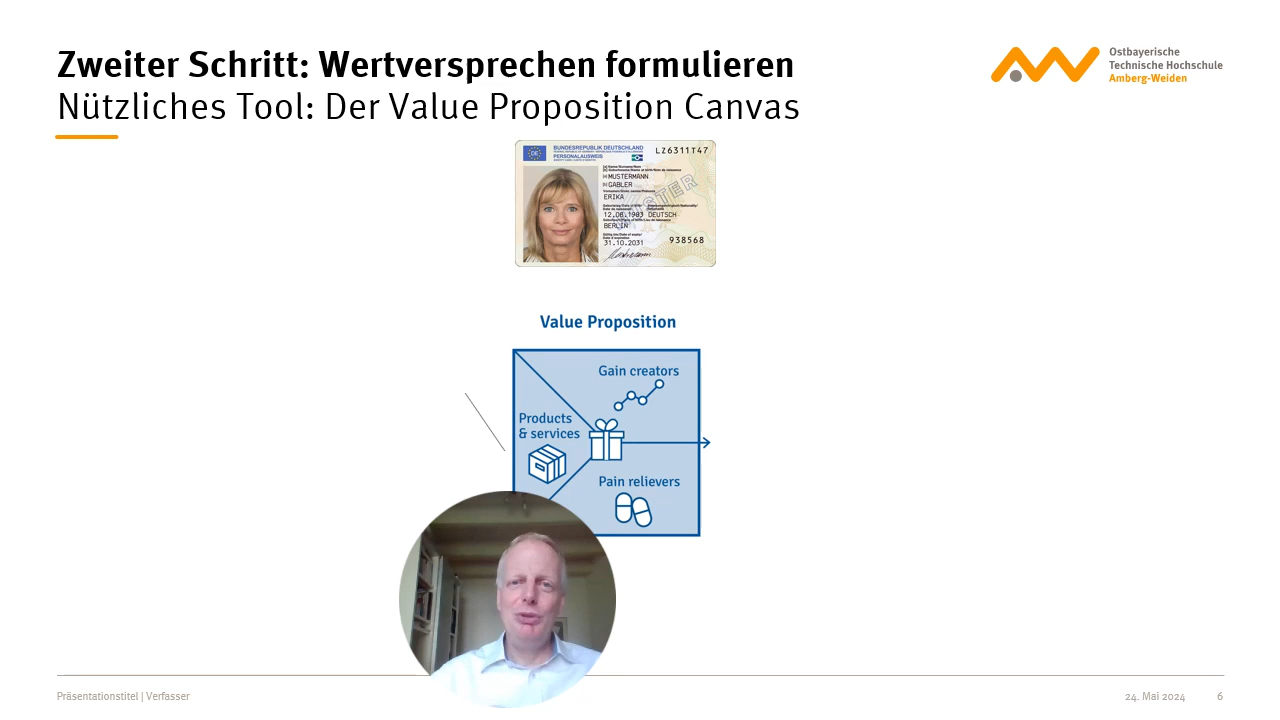 Zweiter Schritt: Wertversprechen formulieren
Nützliches Tool: Der Value Proposition Canvas
Ostbayerische
Technische Hochschule
Amberg-Weiden
BUNDESREPUBLIK DEUTSCHLAND
PERSONALAUSWEIS
LZ6311T47
DE
MUSTERMANN
GABLER
ERIKA
12.08.1983 DEUTSCH
BERLIN
31.10.2031
938568
Value Proposition
Gain creators
Products
& services
Pain relievers
Präsentationstitel | Verfasser
24. Mai 2024
6